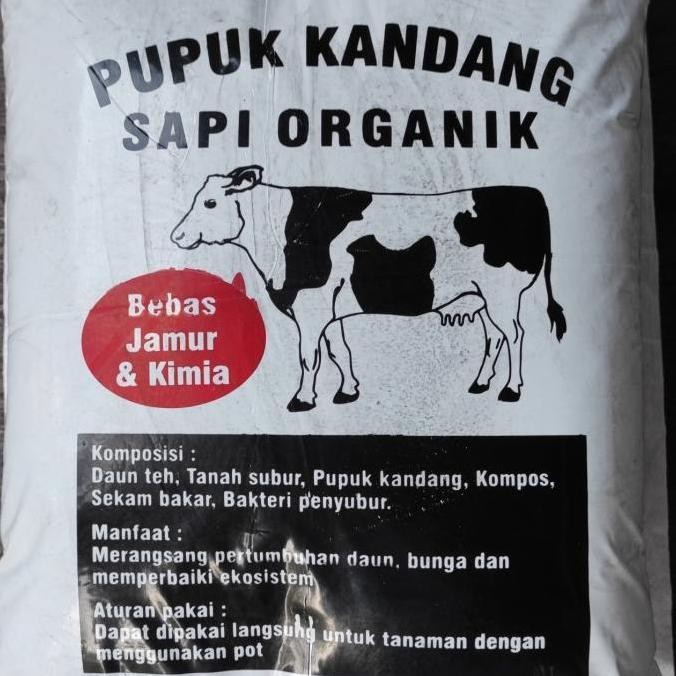 PUPUK KANDANG
SAPI ORGANIK
Bebas
Jamur
& Kimia
Komposisi :
Daun teh, Tanah subur, Pupuk kandang, Kompos,
Sekam bakar, Bakteri penyubur.
Manfaat :
Merangsang pertumbuhan daun, bunga dan
memperbaiki ekosistem
Aturan pakai :
Dapat dipakai langsung untuk tanaman dengan
menggunakan pot